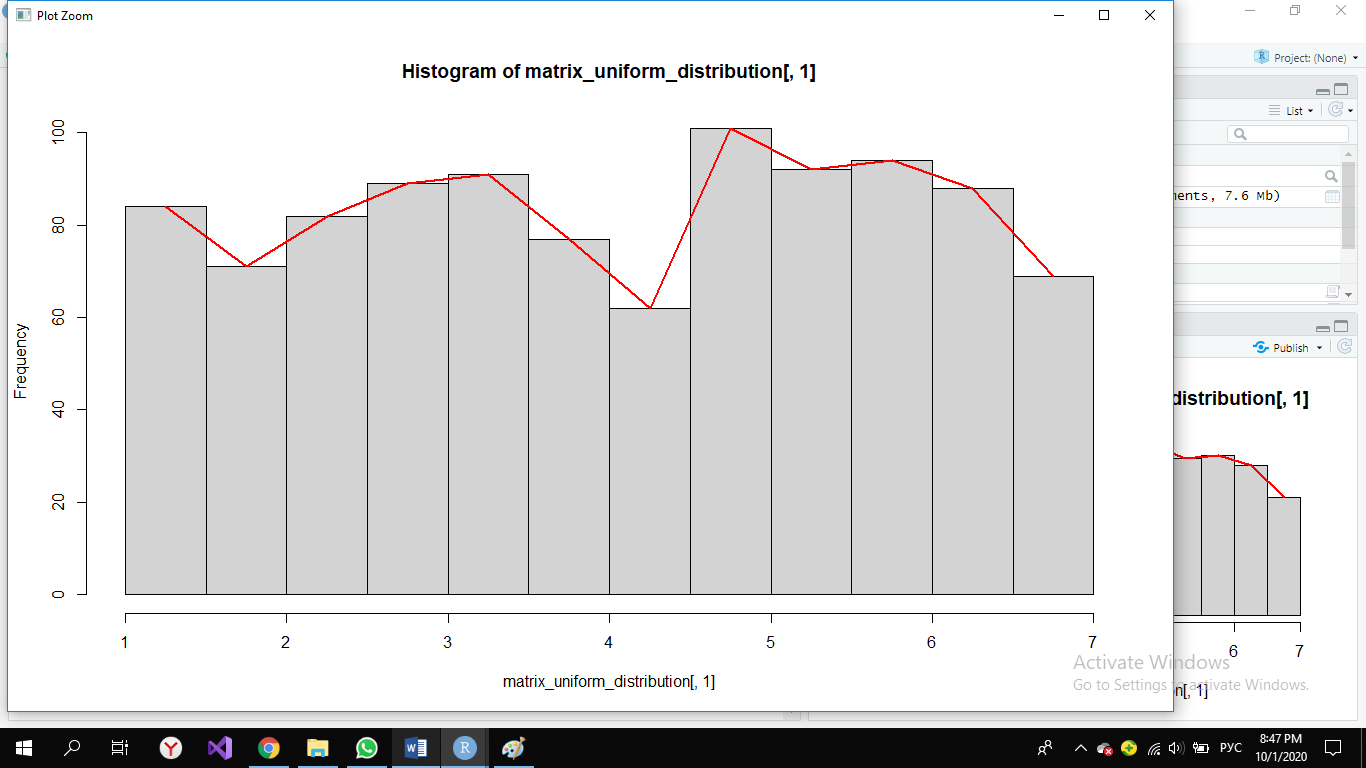 Plot Zoom
Histogram of matrix_uniform_distribution[, 1]
Frequency
0
20
40
60
80
100
1 2 3 4 5 6 7
matrix_uniform_distribution[, 1]
Project: (None)
List
ments, 7.6 Mb)
Publish
distribution[, 1]
6 7
n[, 1]
Activate Windows
Go to Settings to activate Windows.
РУС
8:47 PM
10/1/2020